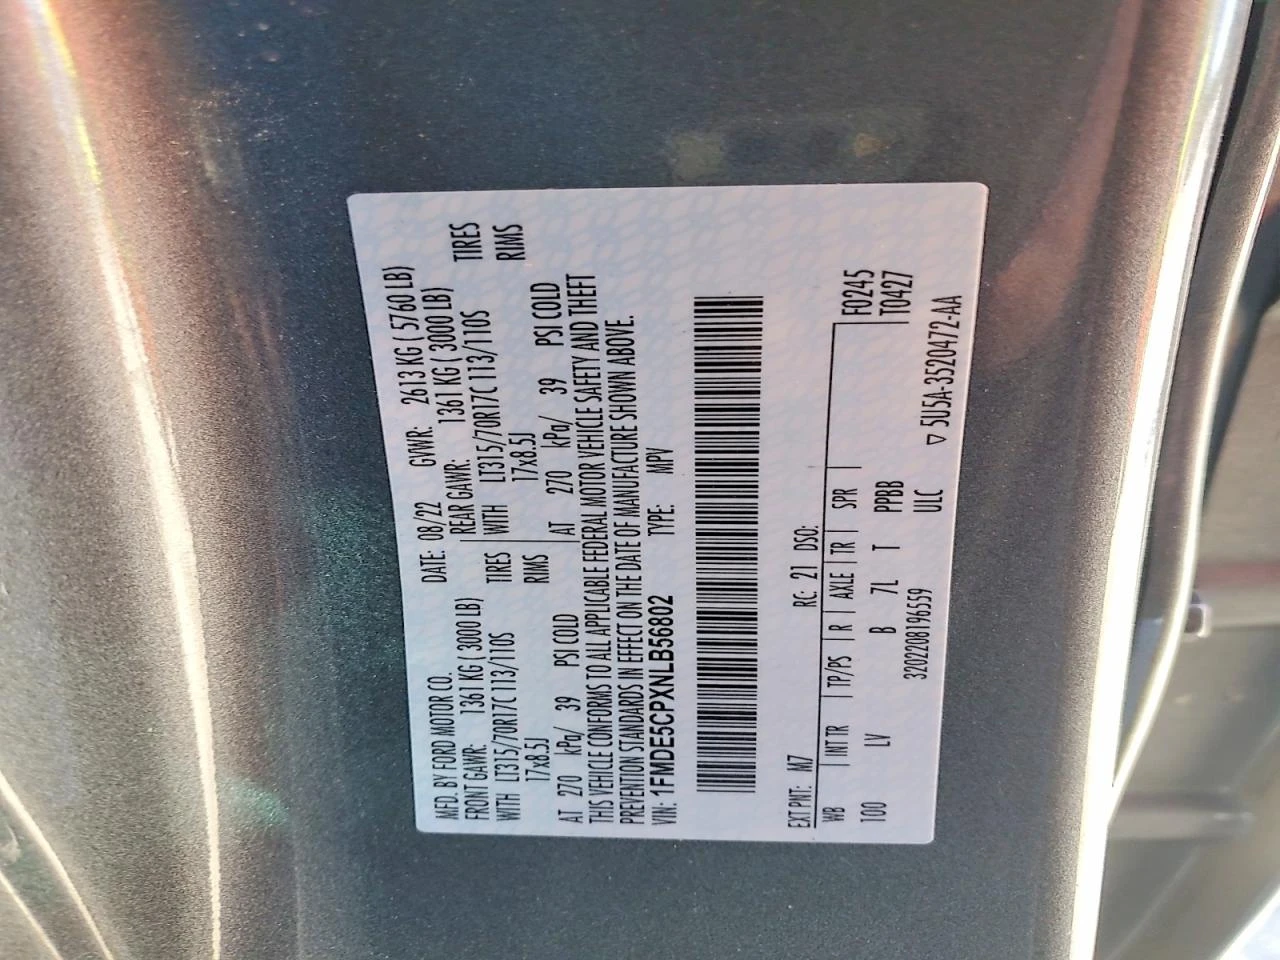 MFD. BY FORD MOTOR CO. DATE: 08/22 GVWR: 2613 KG ( 5760 LB)
FRONT GAWR: 1361 KG ( 3000 LB) REAR GAWR: 1361 KG ( 3000 LB)
WITH LT315/70R17C 113/110S TIRES WITH LT315/70R17C 113/110S TIRES
17x8.5J RIMS 17x8.5J RIMS
AT 270 kPa/ 39 PSI COLD AT 270 kPa/ 39 PSI COLD
THIS VEHICLE CONFORMS TO ALL APPLICABLE FEDERAL MOTOR VEHICLE SAFETY AND THEFT
PREVENTION STANDARDS IN EFFECT ON THE DATE OF MANUFACTURE SHOWN ABOVE.
VIN: 1FMDE5CPXNLB56802 TYPE: MPV
EXT PNT: M7 RC: 21 DSO:
WB INT TR TP/PS R AXLE TR SPR F0245
100 LV B 7L T PPBB T0427
3202208196559 ULC
▽ 5U5A-3520472-AA